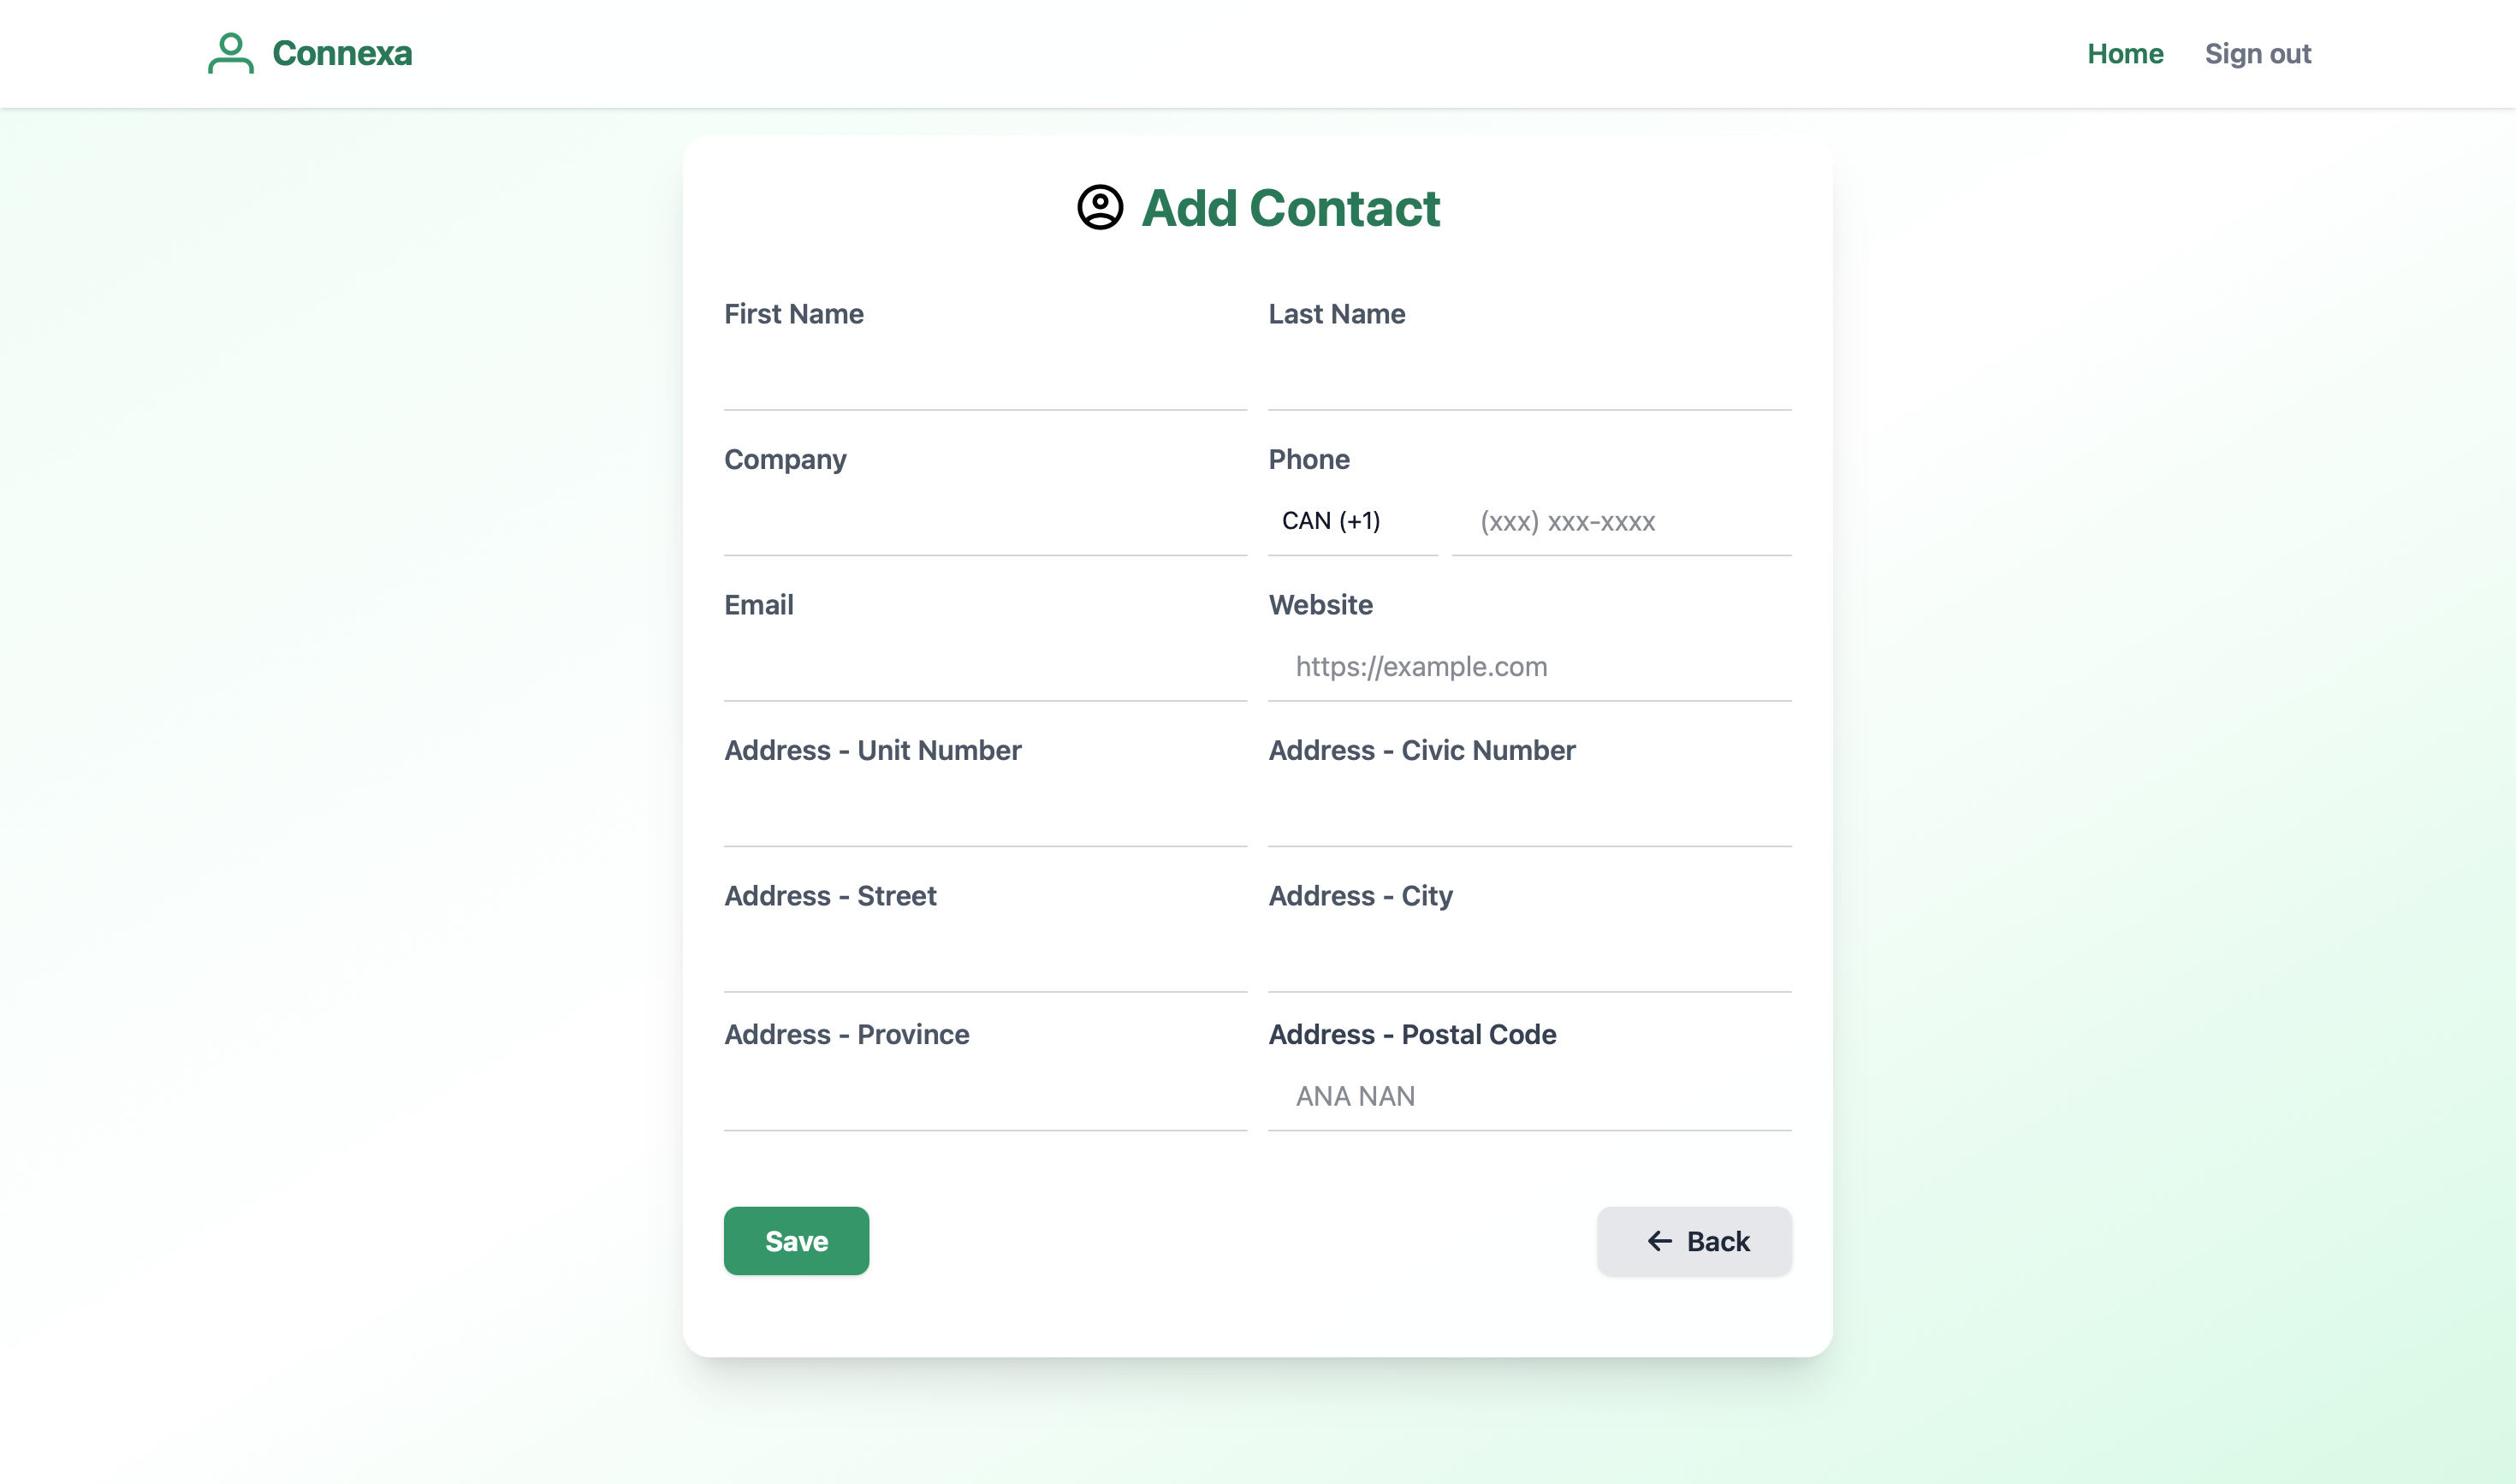 Connexa
Home
Sign out
Add Contact
First Name
Last Name
Company
Phone
CAN (+1)
(xxx) xxx-xxxx
Email
Website
https://example.com
Address - Unit Number
Address - Civic Number
Address - Street
Address - City
Address - Province
Address - Postal Code
ANA NAN
Save
← Back